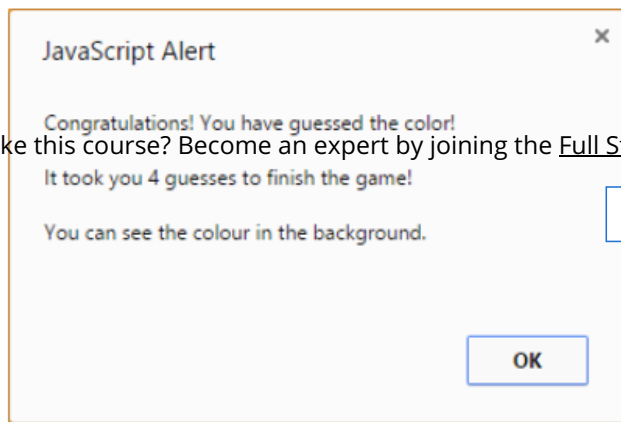 JavaScript Alert
Congratulations! You have guessed the color!
ke this course? Become an expert by joining the Full St
It took you 4 guesses to finish the game!
You can see the colour in the background.
OK